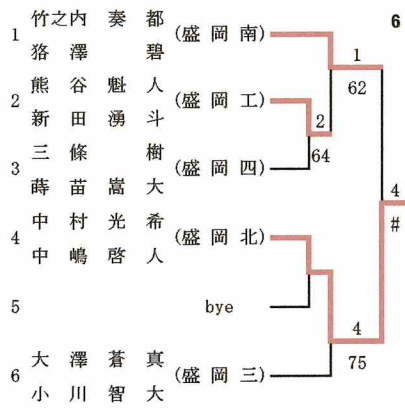 1 竹之内 奏 都 (盛岡南)
猯 澤 碧
2 熊 谷 魁 人 (盛岡工)
新 田 湧 斗
3 三 條 樹 (盛岡四)
蒔 苗 嵩 大
4 中 村 光 希 (盛岡北)
中 嶋 啓 人
5 bye
6 大 澤 蒼 真 (盛岡三)
小 川 智 大
2
64
1
62
4
75
4
#
6